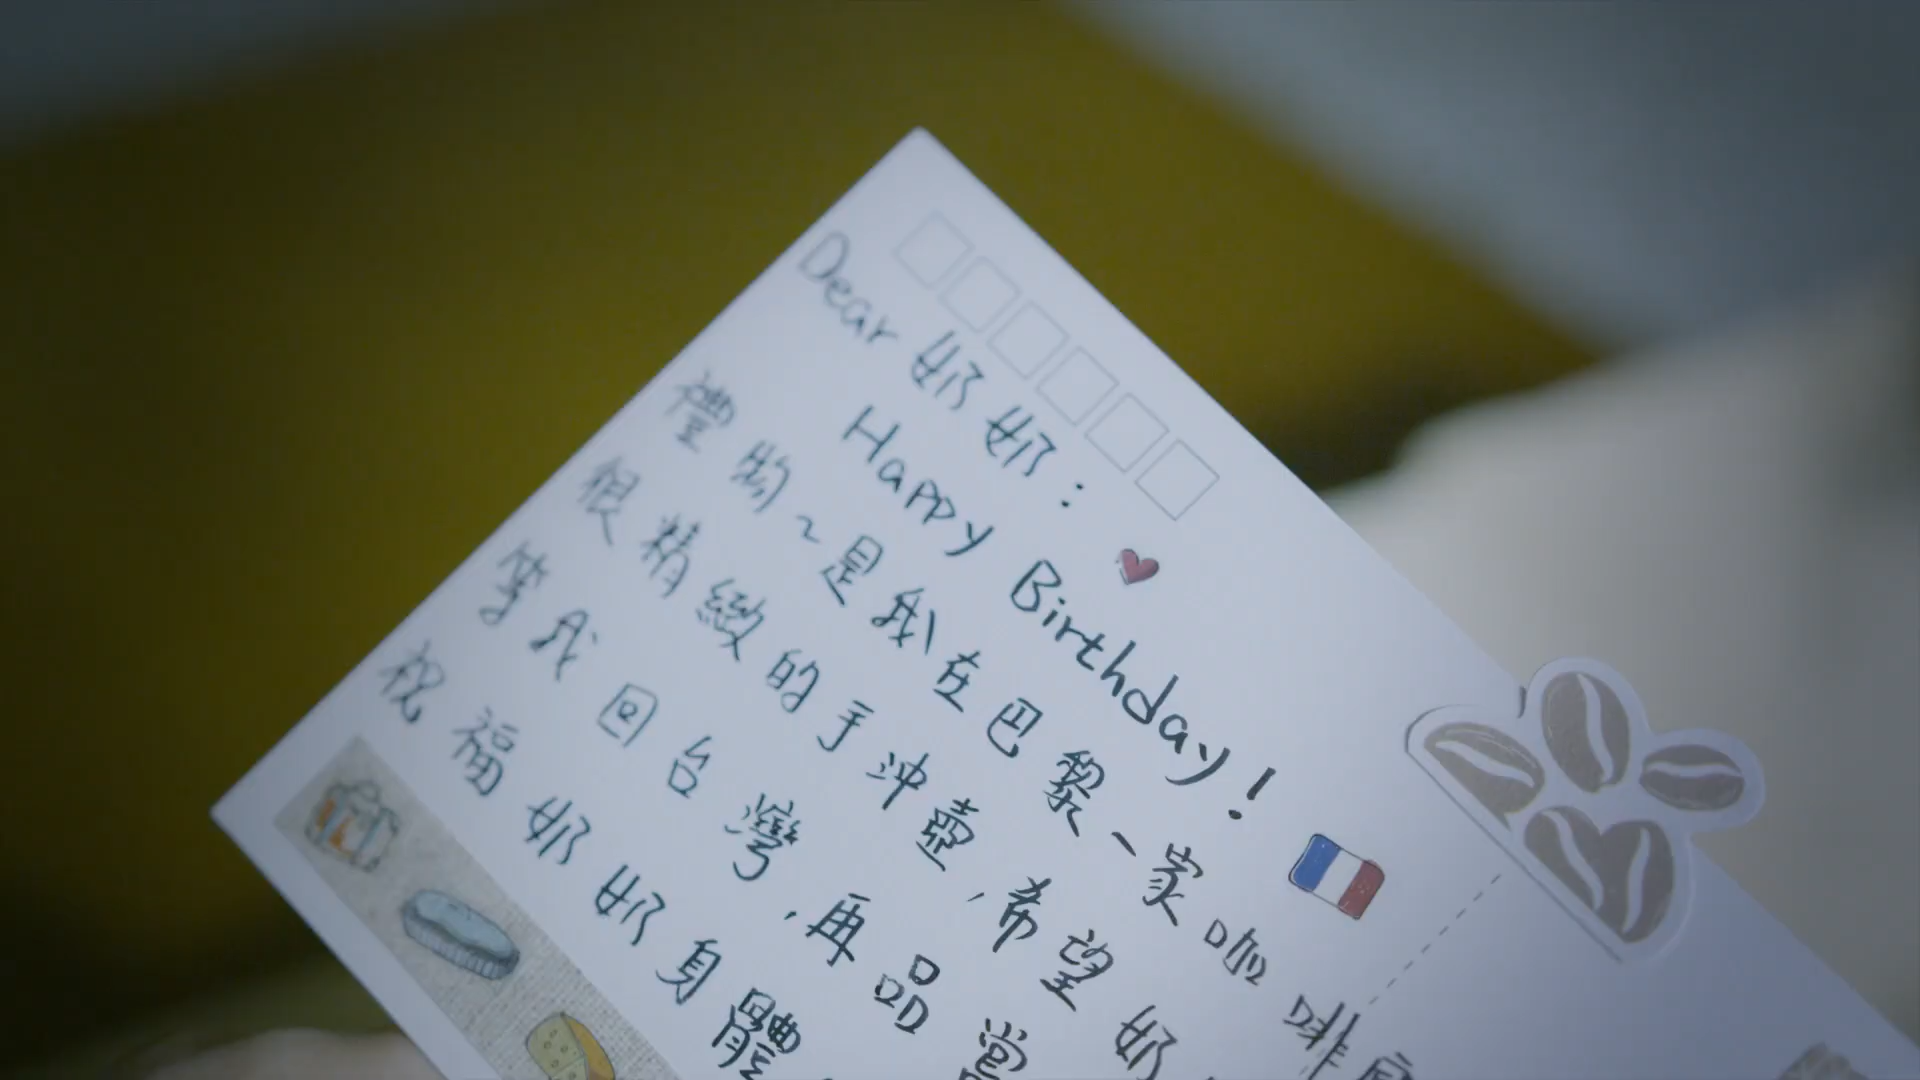 Dear 奶奶：
Happy Birthday！
禮物～是我在巴黎一家咖啡
很精緻的手沖壺，希望奶
等我回台灣，再品嘗
祝福奶奶身體